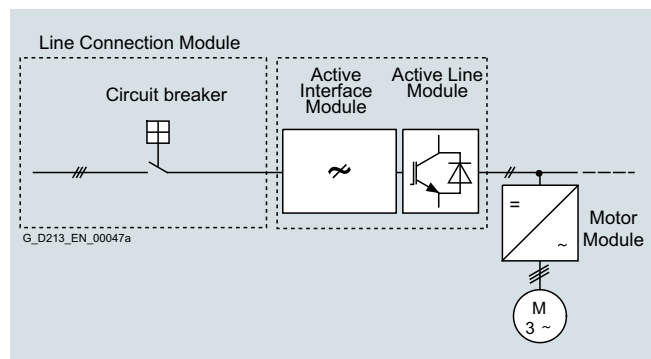 Line Connection Module
Circuit breaker
Active
Interface
Module
Active Line
Module
G_D213_EN_00047a
=
~
Motor
Module
M
3 ~